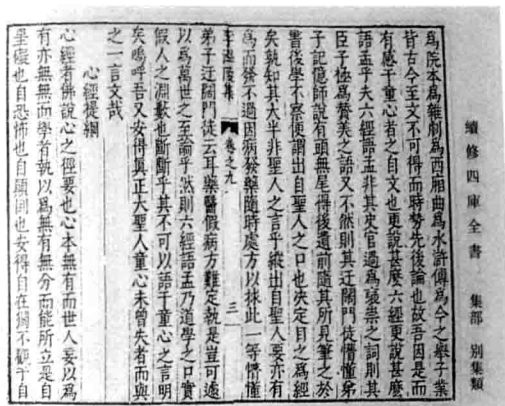 續修四庫全書 集部 別集類
為院本為雜劇為西廂曲為水滸傳為今之舉子業
皆古今至文不可得而時勢先後論也故吾因是而
有感于童心者之自文也更說甚麼六經更說甚麼
語孟乎夫六經語孟非其史官過為褒崇之詞則其
臣子極為贊美之語又不然則其迂闊門徒懵懂弟
子記憶師說有頭無尾得後遺前隨其所見筆之於
書後學不察便謂出自聖人之口也決定目之為經
矣孰知其大半非聖人之言乎縱出自聖人要亦有
為而發不過因病發藥隨時處方以捄此一等懵懂
李溫陵集 卷之九 三
弟子迂闊門徒云耳藥醫假病方難定執是豈可遽
以為萬世之至論乎然則六經語孟乃道學之口實
假人之淵藪也斷斷乎其不可以語于童心之言明
矣嗚呼吾又安得真正大聖人童心未曾失者而與
之一言文哉
心經提綱
心經者佛說心之徑要也心本無有而世人妄以為
有亦無無而學者執以為無有無分而能所立是自
罣礙也自恐怖也自顛倒也安得自在獨不觀于自